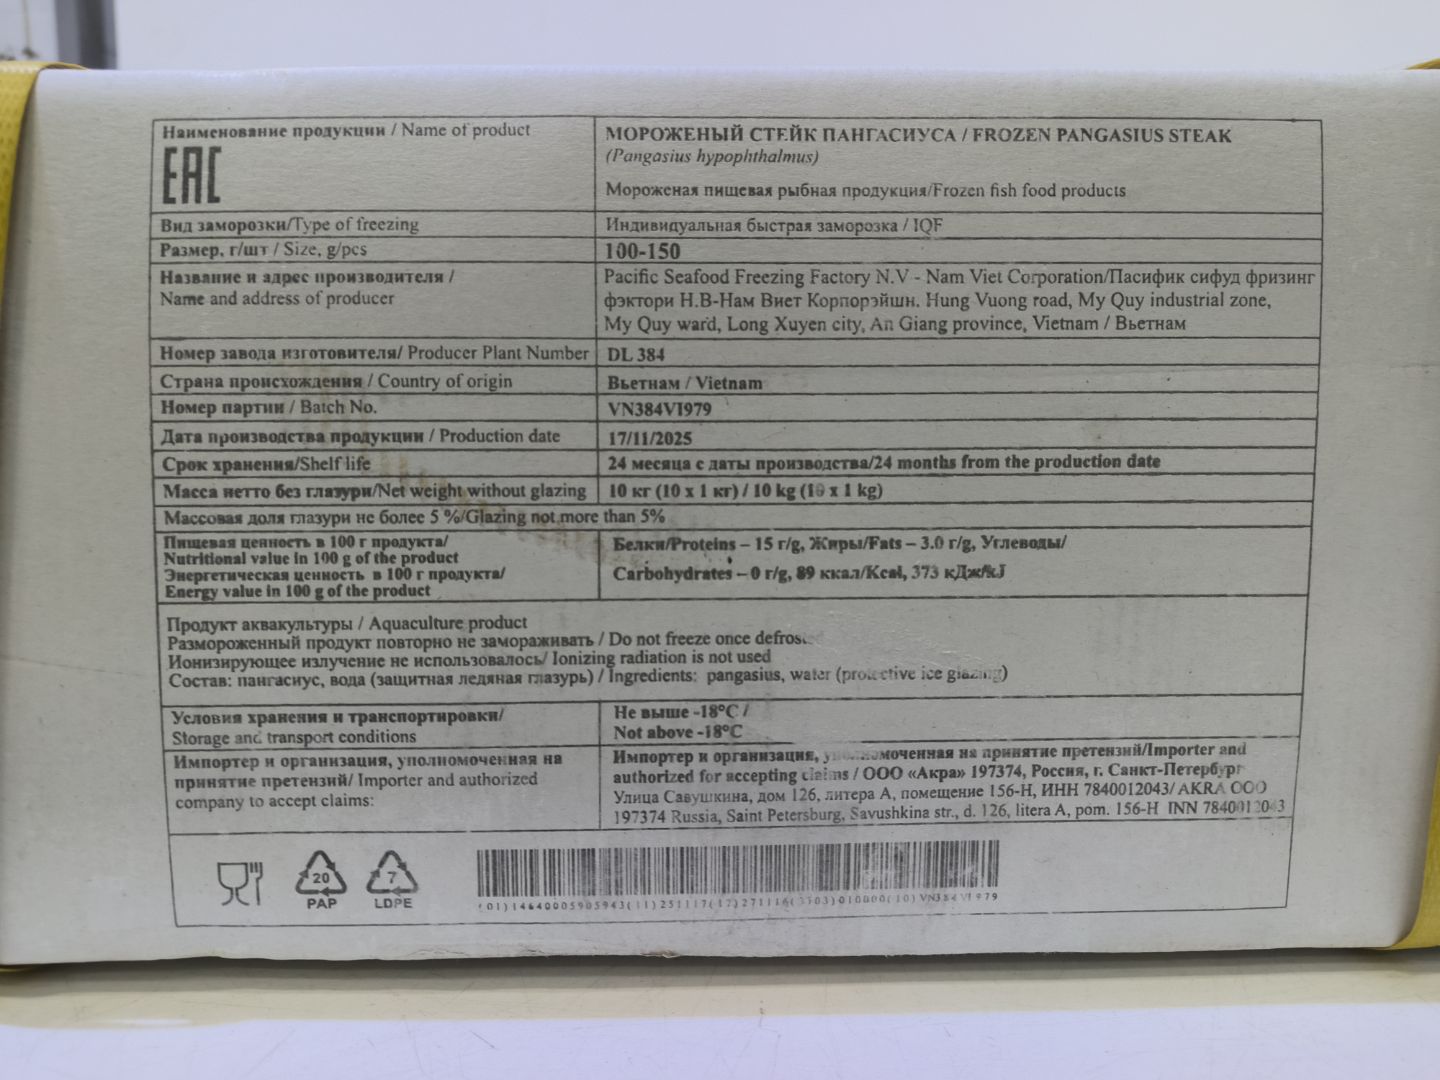 Наименование продукции / Name of product
EAC
МОРОЖЕНЫЙ СТЕЙК ПАНГАСИУСА / FROZEN PANGASIUS STEAK
(Pangasius hypophthalmus)
Мороженая пищевая рыбная продукция/Frozen fish food products
Вид заморозки/Type of freezing
Индивидуальная быстрая заморозка / IQF
Размер, г/шт / Size, g/pcs
100-150
Название и адрес производителя /
Name and address of producer
Pacific Seafood Freezing Factory N.V - Nam Viet Corporation/Пасифик сифуд фризинг
фэктори Н.В-Нам Виет Корпорэйшн. Hung Vuong road, My Quy industrial zone,
My Quy ward, Long Xuyen city, An Giang province, Vietnam / Вьетнам
Номер завода изготовителя/ Producer Plant Number
DL 384
Страна происхождения / Country of origin
Вьетнам / Vietnam
Номер партии / Batch No.
VN384VI979
Дата производства продукции / Production date
17/11/2025
Срок хранения/Shelf life
24 месяца с даты производства/24 months from the production date
Масса нетто без глазури/Net weight without glazing
10 кг (10 x 1 кг) / 10 kg (10 x 1 kg)
Массовая доля глазури не более 5 %/Glazing not more than 5%
Пищевая ценность в 100 г продукта/
Nutritional value in 100 g of the product
Энергетическая ценность в 100 г продукта/
Energy value in 100 g of the product
Белки/Proteins – 15 г/g, Жиры/Fats – 3.0 г/g, Углеводы/
Carbohydrates – 0 г/g, 89 ккал/Kcal, 373 кДж/kJ
Продукт аквакультуры / Aquaculture product
Размороженный продукт повторно не замораживать / Do not freeze once defros
Ионизирующее излучение не использовалось/ Ionizing radiation is not used
Состав: пангасиус, вода (защитная ледяная глазурь) / Ingredients: pangasius, water (protective ice glazing)
Условия хранения и транспортировки/
Storage and transport conditions
Не выше -18°C /
Not above -18°C
Импортер и организация, уполномоченная на
принятие претензий/ Importer and authorized
company to accept claims:
Импортер и организация, уполномоченная на принятие претензий/Importer and
authorized for accepting claims / ООО «Акра» 197374, Россия, г. Санкт-Петербург
Улица Савушкина, дом 126, литера А, помещение 156-Н, ИНН 7840012043/ AKRA OOO
197374 Russia, Saint Petersburg, Savushkina str., d. 126, litera A, pom. 156-H INN 7840012043
20
PAP
7
LDPE
(01)14640005905943(11)251117(17)271116(3103)010000(10)VN384VI979